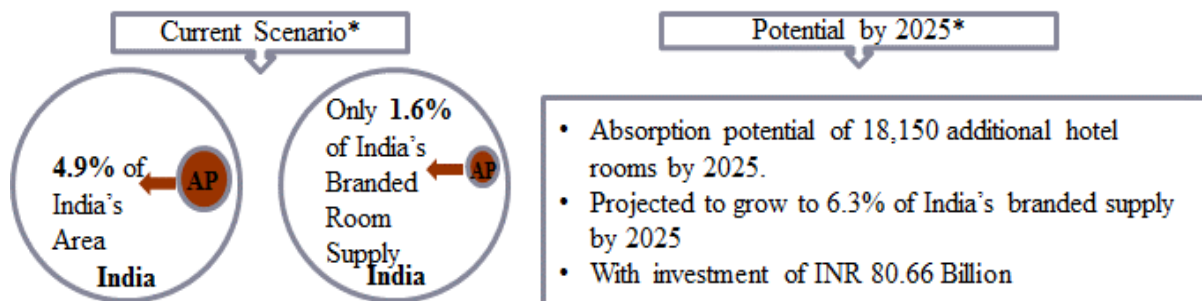 Current Scenario*
4.9% of
India's
Area
AP
India
Only 1.6%
of India's
Branded
Room
Supply
AP
India
Potential by 2025*
• Absorption potential of 18,150 additional hotel
rooms by 2025.
• Projected to grow to 6.3% of India's branded supply
by 2025
• With investment of INR 80.66 Billion